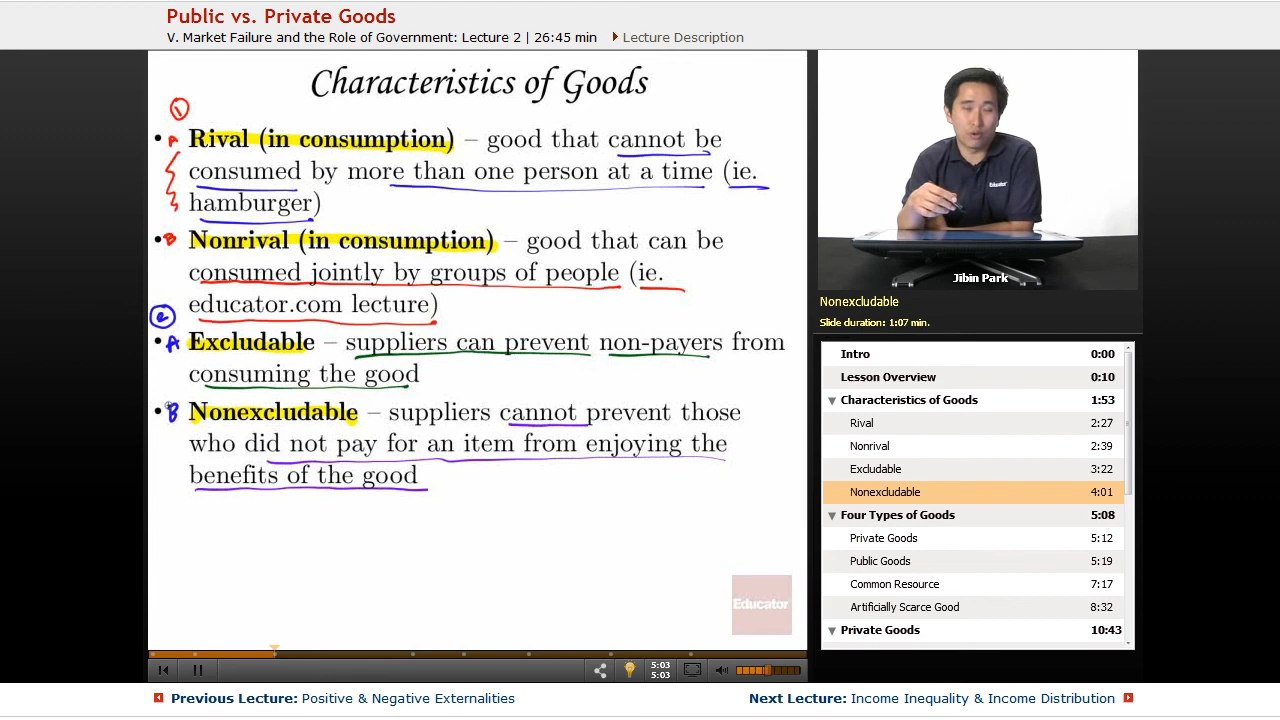 Public vs. Private Goods
V. Market Failure and the Role of Government: Lecture 2 | 26:45 min Lecture Description
Characteristics of Goods
1
A Rival (in consumption) – good that cannot be
consumed by more than one person at a time (ie.
hamburger)
B Nonrival (in consumption) – good that can be
consumed jointly by groups of people (ie.
educator.com lecture)
2
A Excludable – suppliers can prevent non-payers from
consuming the good
B Nonexcludable – suppliers cannot prevent those
who did not pay for an item from enjoying the
benefits of the good
Educator
5:03
5:03
Educator
Jibin Park
Nonexcludable
Slide duration: 1:07 min.
Intro 0:00
Lesson Overview 0:10
Characteristics of Goods 1:53
Rival 2:27
Nonrival 2:39
Excludable 3:22
Nonexcludable 4:01
Four Types of Goods 5:08
Private Goods 5:12
Public Goods 5:19
Common Resource 7:17
Artificially Scarce Good 8:32
Private Goods 10:43
Previous Lecture: Positive & Negative Externalities
Next Lecture: Income Inequality & Income Distribution